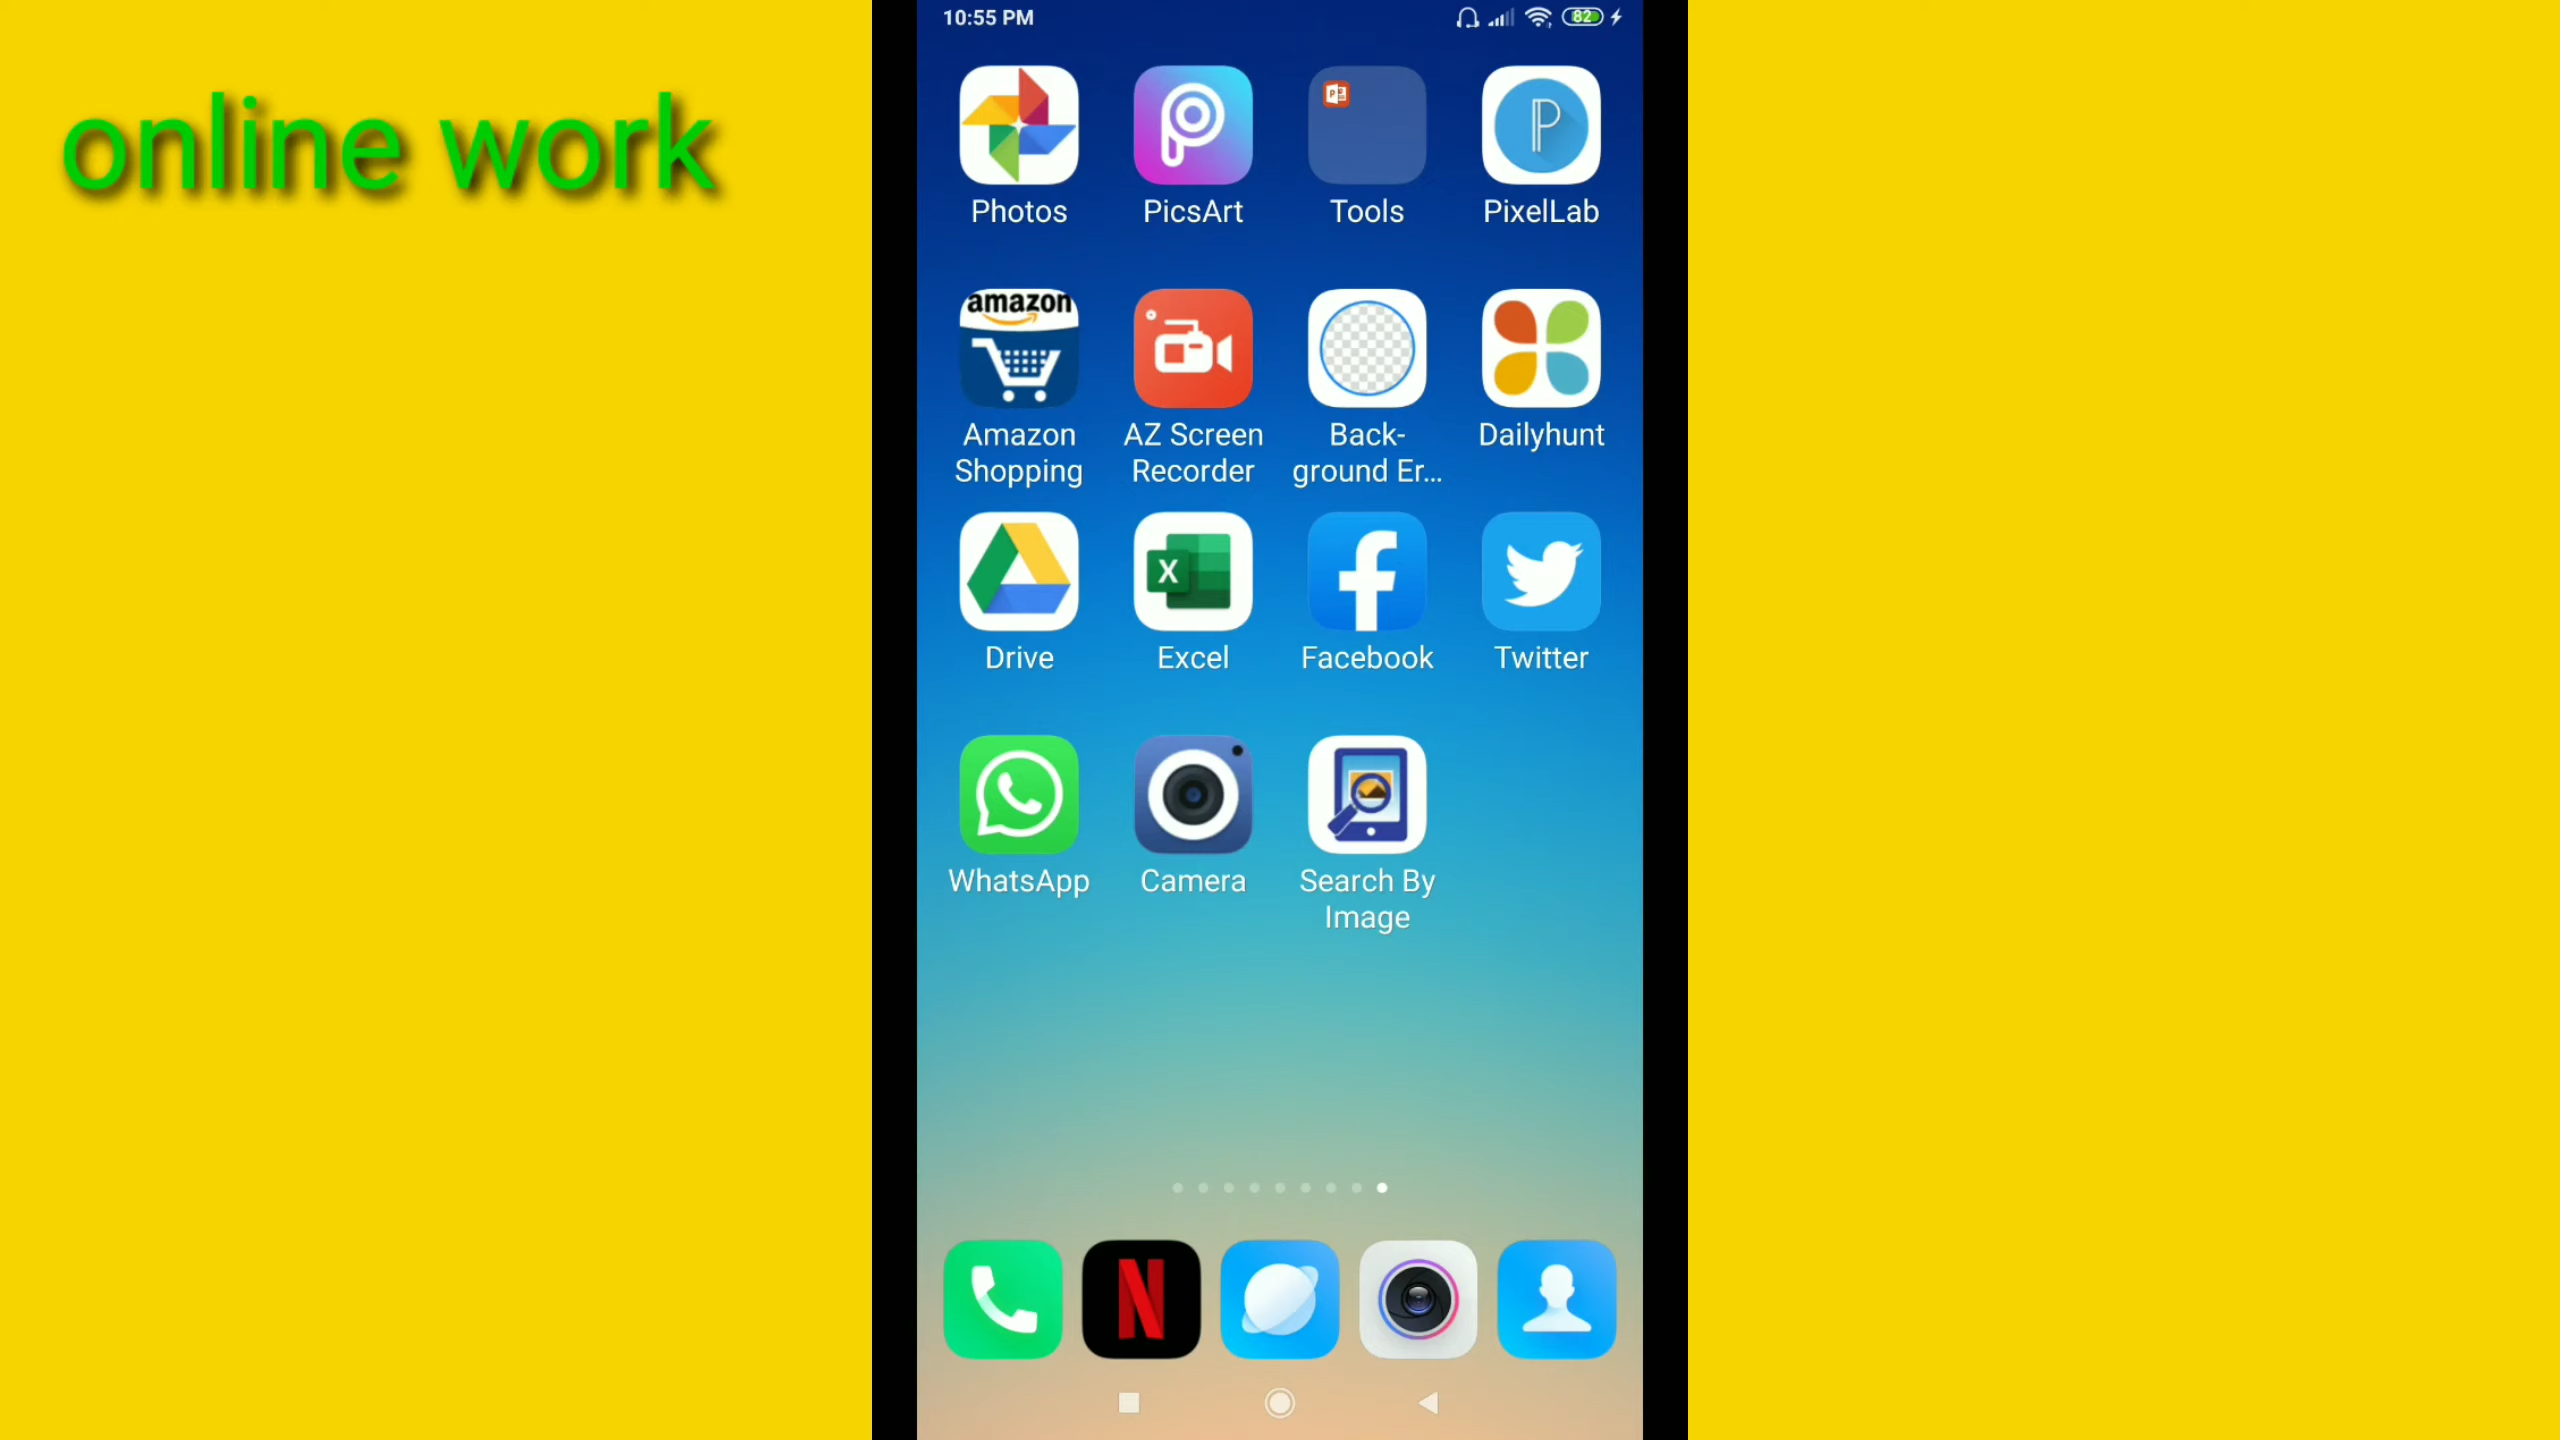 online work
10:55 PM
82
Photos
PicsArt
Tools
PixelLab
amazon
Amazon
Shopping
AZ Screen
Recorder
Back-
ground Er...
Dailyhunt
X
Drive
Excel
Facebook
Twitter
WhatsApp
Camera
Search By
Image